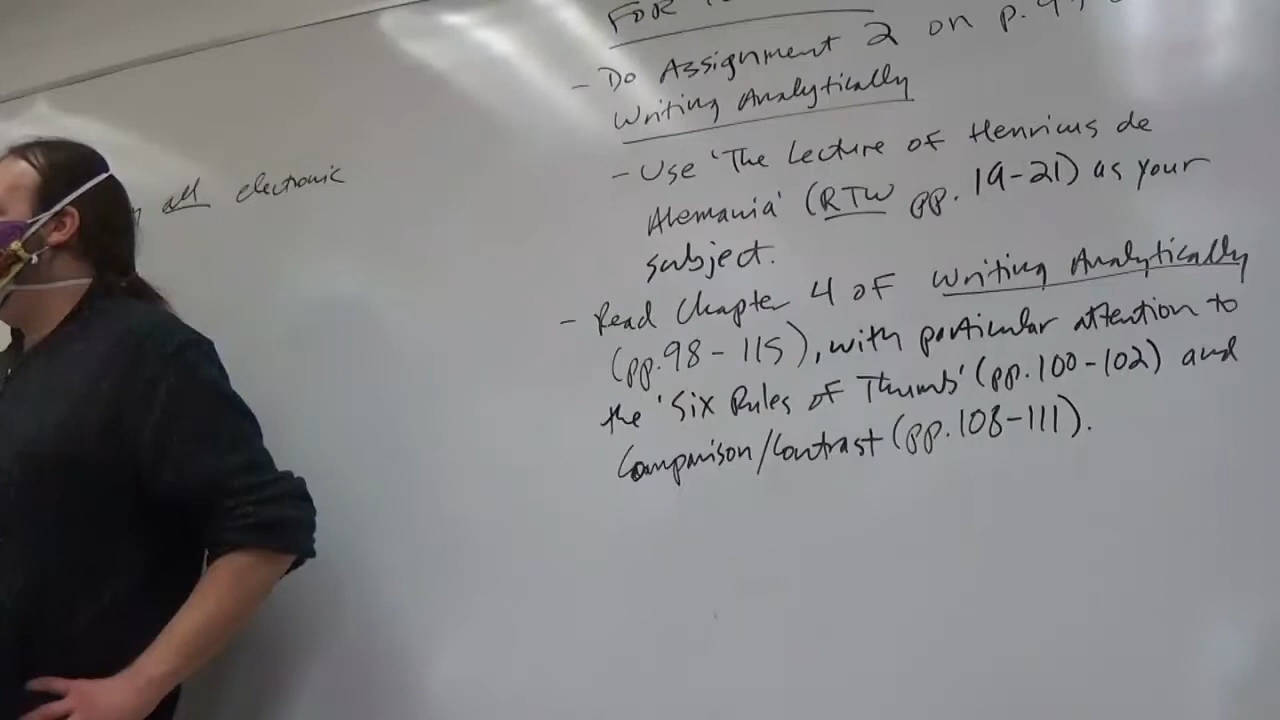 all electronic
FOR
- Do Assignment 2 on p.
Writing Analytically
- Use 'The Lecture of Henricus de
Alemania' (RTW pp. 19-21) as your
subject.
- Read Chapter 4 of Writing Analytically
(pp. 98-115), with particular attention to
the 'Six Rules of Thumb' (pp. 100-102) and
Comparison/Contrast (pp. 108-111).